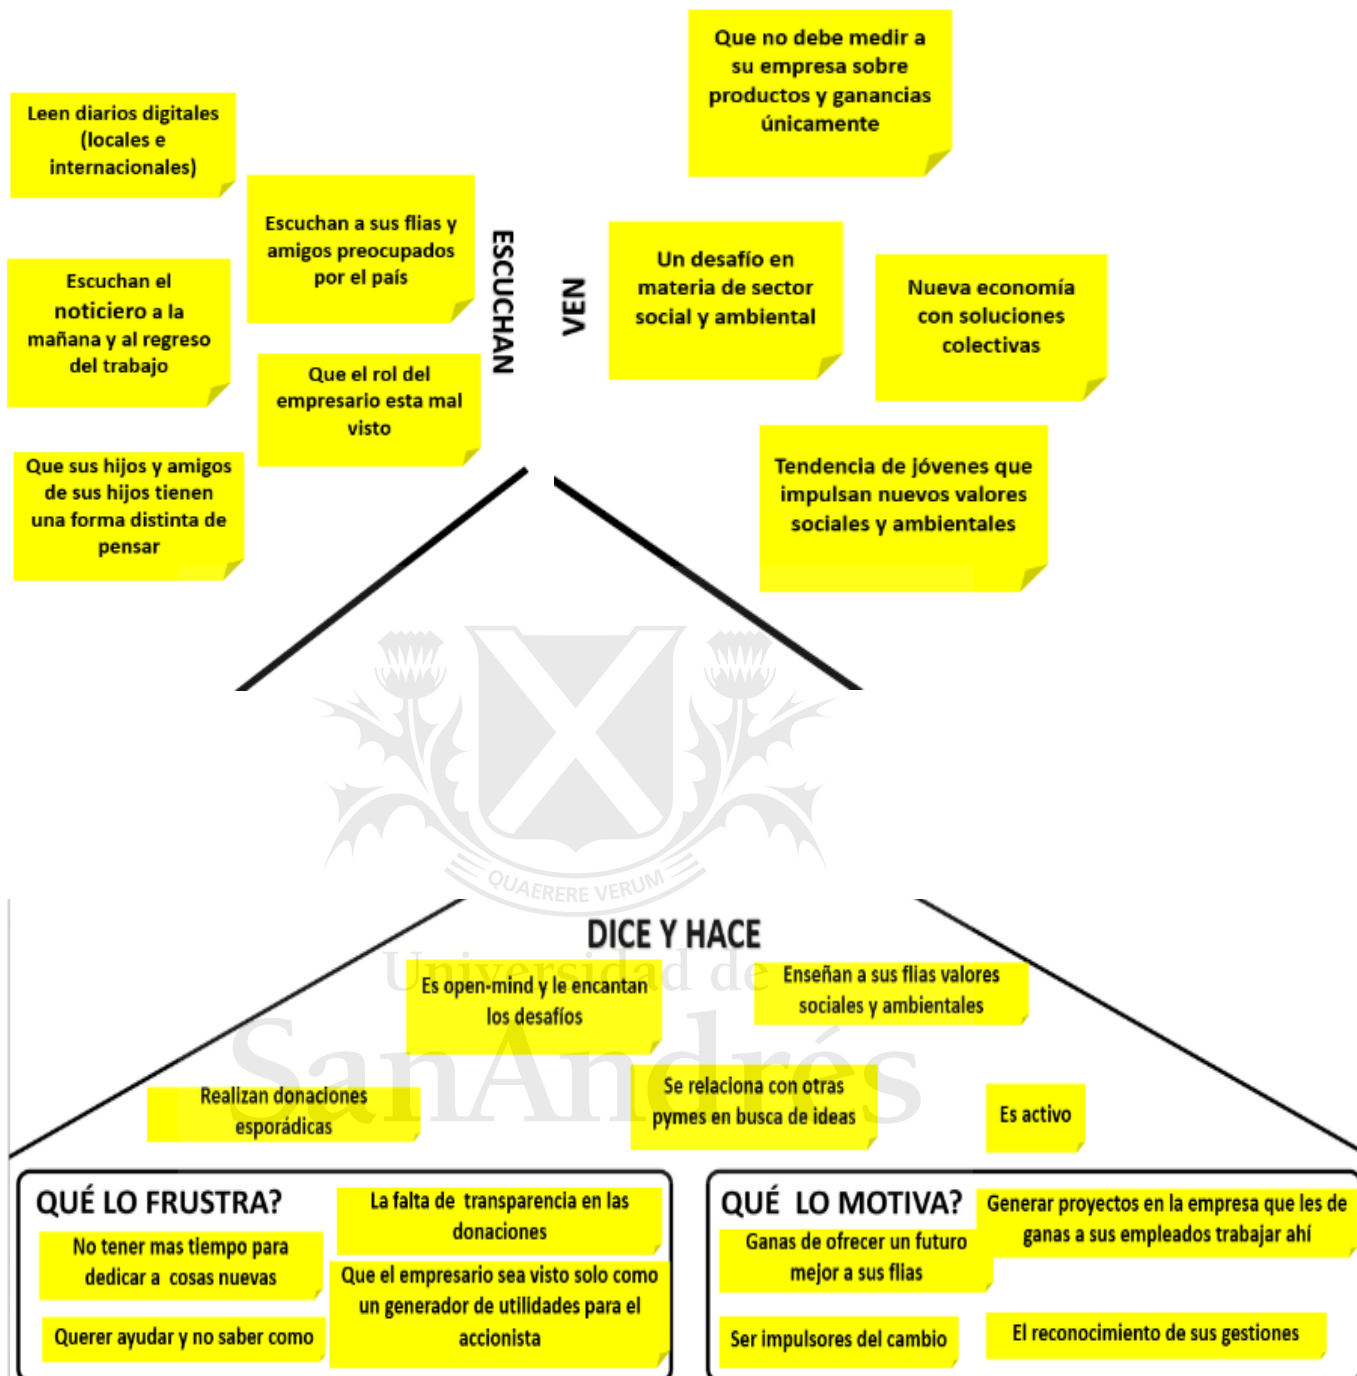 Leen diarios digitales
(locales e
internacionales)
Escuchan a sus flias y
amigos preocupados
por el país
Escuchan el
noticiero a la
mañana y al regreso
del trabajo
Que el rol del
empresario esta mal
visto
Que sus hijos y amigos
de sus hijos tienen
una forma distinta de
pensar
ESCUCHAN
VEN
Que no debe medir a
su empresa sobre
productos y ganancias
únicamente
Un desafío en
materia de sector
social y ambiental
Nueva economía
con soluciones
colectivas
Tendencia de jóvenes que
impulsan nuevos valores
sociales y ambientales
QUAERERE VERUM
Universidad de
SanAndrés
DICE Y HACE
Es open-mind y le encantan
los desafíos
Enseñan a sus flias valores
sociales y ambientales
Realizan donaciones
esporádicas
Se relaciona con otras
pymes en busca de ideas
Es activo
QUÉ LO FRUSTRA?
La falta de transparencia en las
donaciones
No tener mas tiempo para
dedicar a cosas nuevas
Que el empresario sea visto solo como
un generador de utilidades para el
accionista
Querer ayudar y no saber como
QUÉ LO MOTIVA?
Generar proyectos en la empresa que les de
ganas a sus empleados trabajar ahí
Ganas de ofrecer un futuro
mejor a sus flias
Ser impulsores del cambio
El reconocimiento de sus gestiones